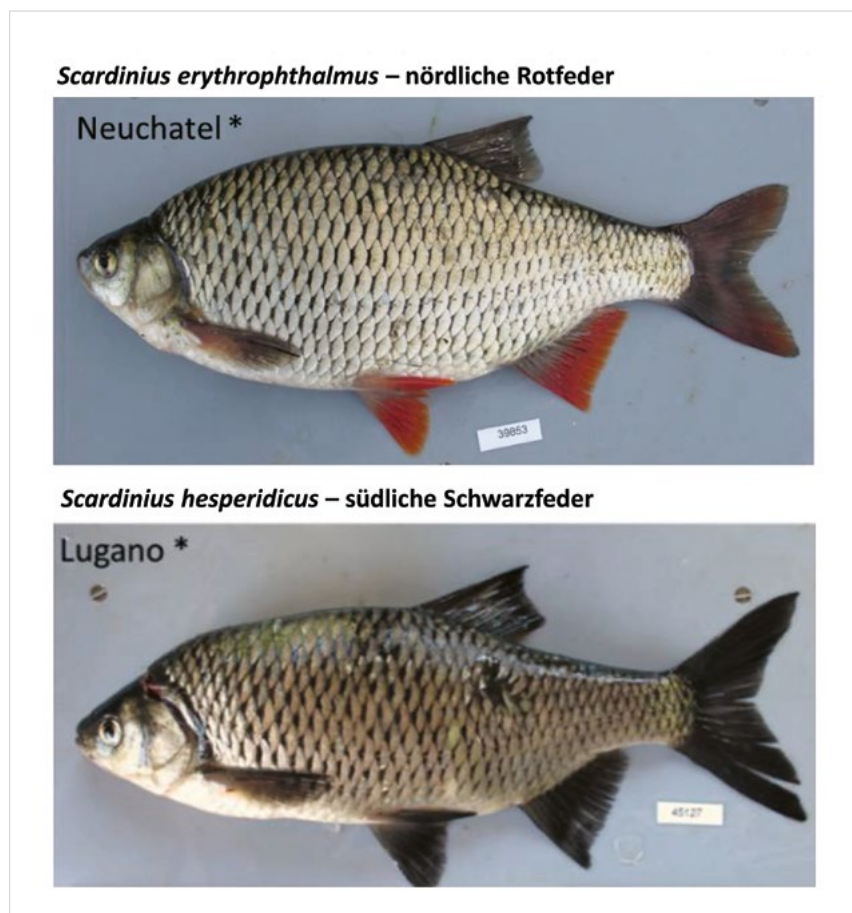 Scardinius erythrophthalmus – nördliche Rotfeder
Neuchatel *
39853
Scardinius hesperidicus – südliche Schwarzfeder
Lugano *
45127